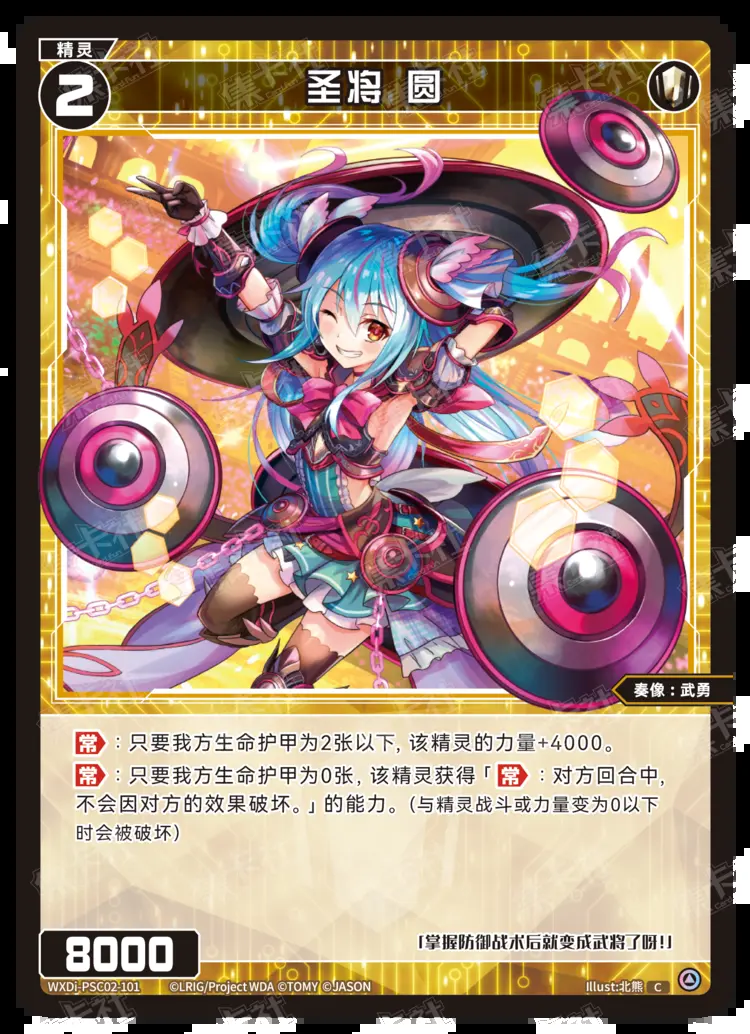 精灵
2
圣将 圆
奏像：武勇
常：只要我方生命护甲为2张以下, 该精灵的力量+4000。
常：只要我方生命护甲为0张, 该精灵获得「常：对方回合中,
不会因对方的效果破坏。」的能力。(与精灵战斗或力量变为0以下
时会被破坏)
「掌握防御战术后就变成武将了呀!」
8000
WXDi-PSC02-101 ©LRIG/Project WDA ©TOMY ©JASON Illust:北熊 C
集卡社